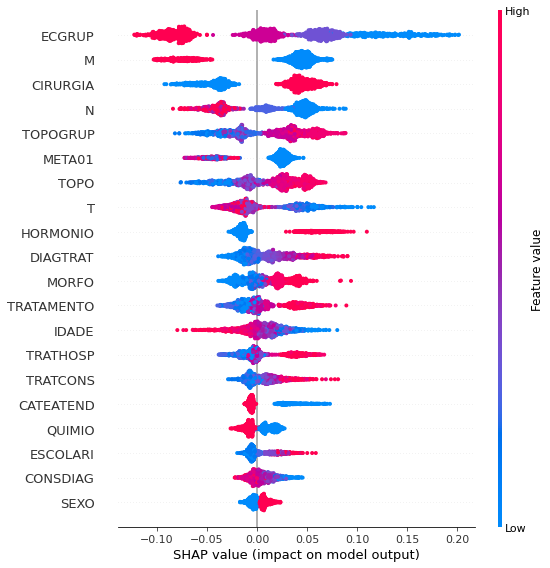 High
ECGRUP
M
CIRURGIA
N
TOPOGRUP
META01
TOPO
T
HORMONIO
DIAGTRAT
MORFO
TRATAMENTO
IDADE
TRATHOSP
TRATCONS
CATEATEND
QUIMIO
ESCOLARI
CONSDIAG
SEXO
Feature value
Low
−0.10 −0.05 0.00 0.05 0.10 0.15 0.20
SHAP value (impact on model output)